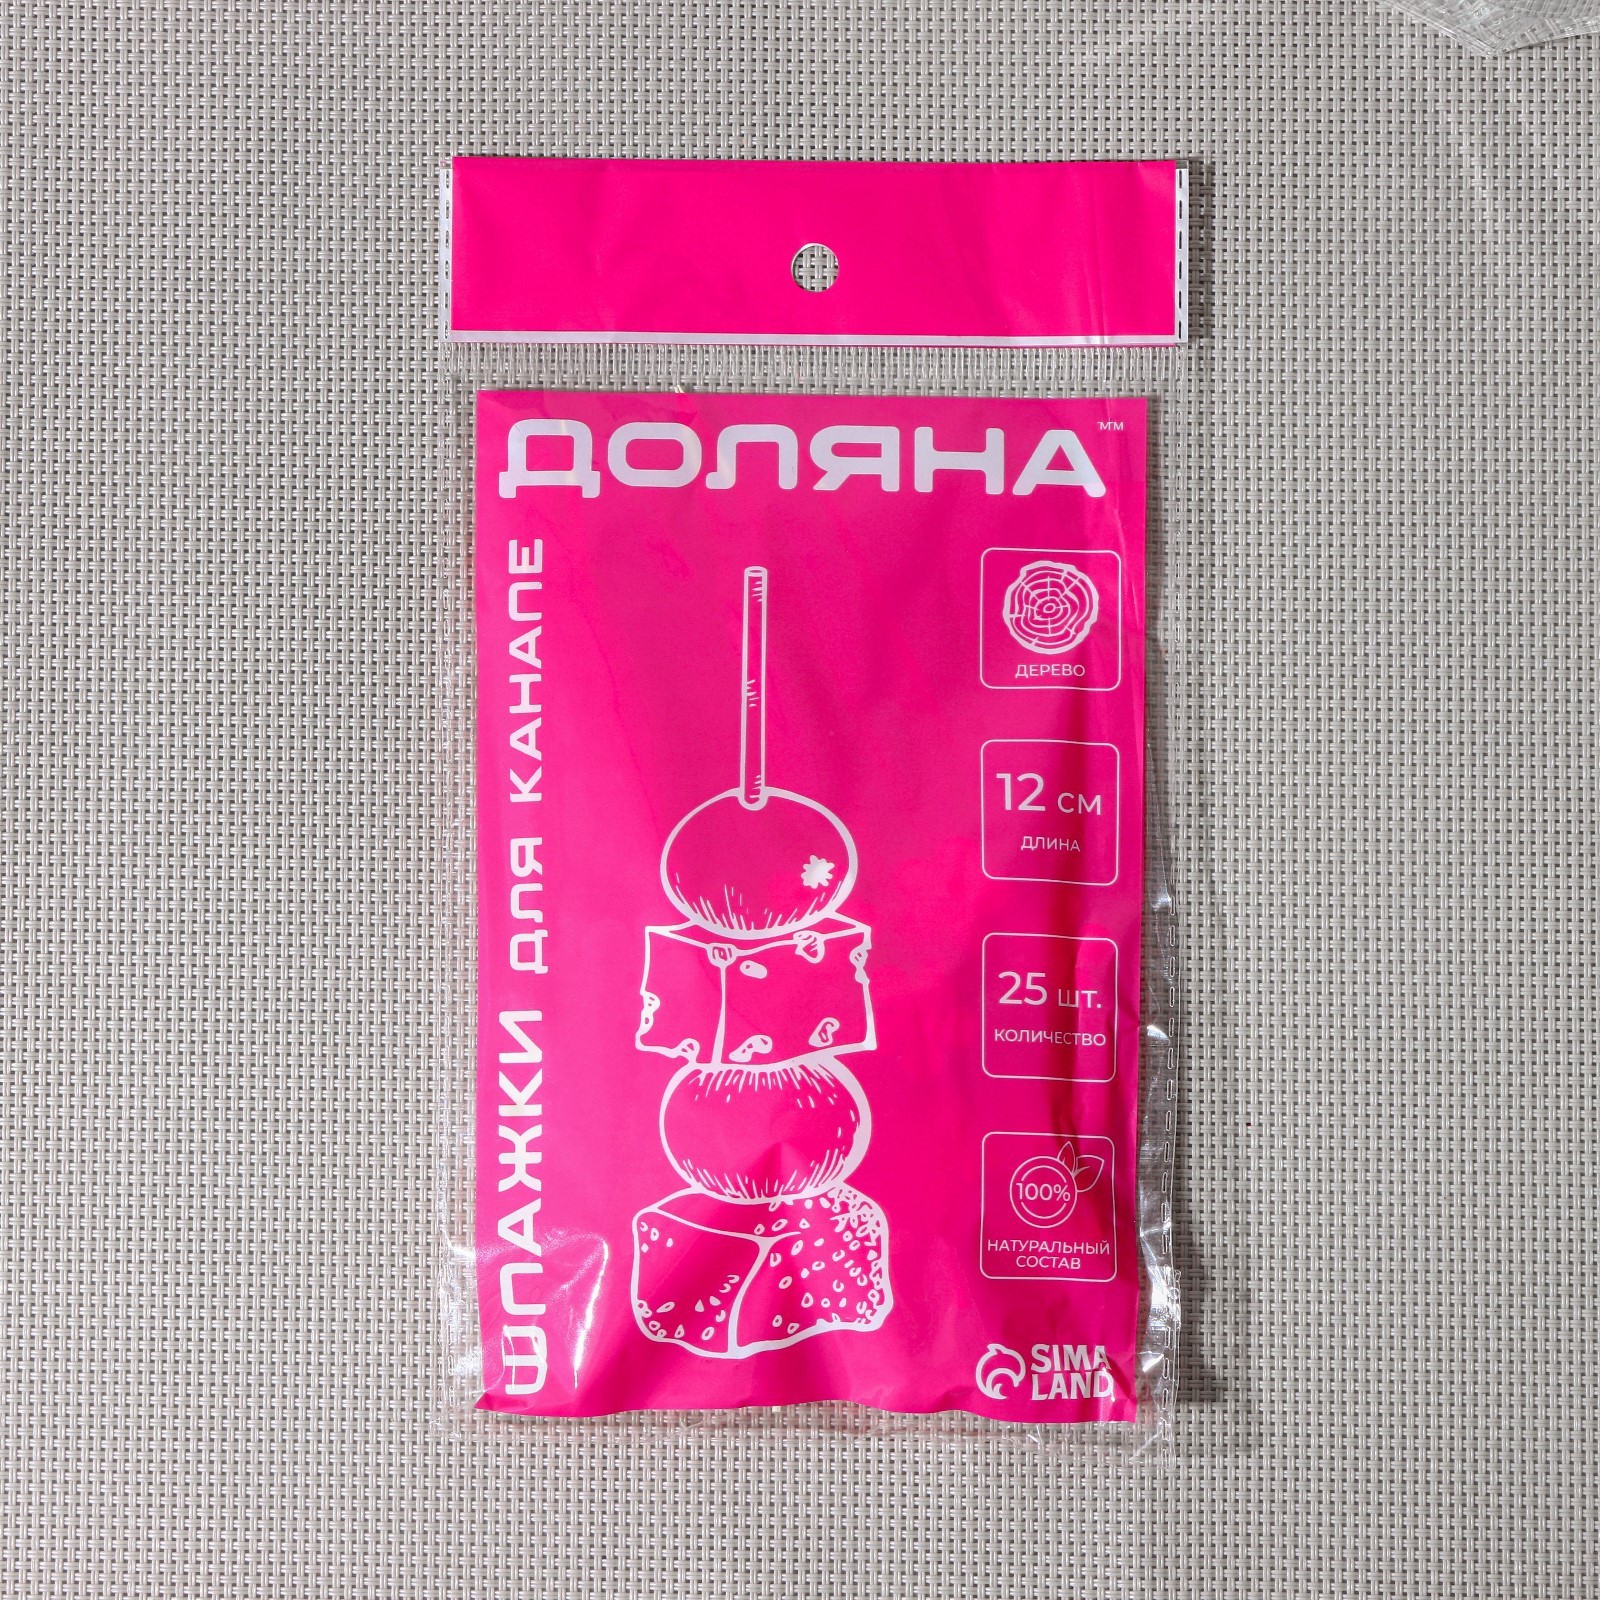 ДОЛЯНА™
ШПАЖКИ ДЛЯ КАНАПЕ
ДЕРЕВО
12 СМ
ДЛИНА
25 ШТ.
КОЛИЧЕСТВО
100%
НАТУРАЛЬНЫЙ
СОСТАВ
SIMA
LAND